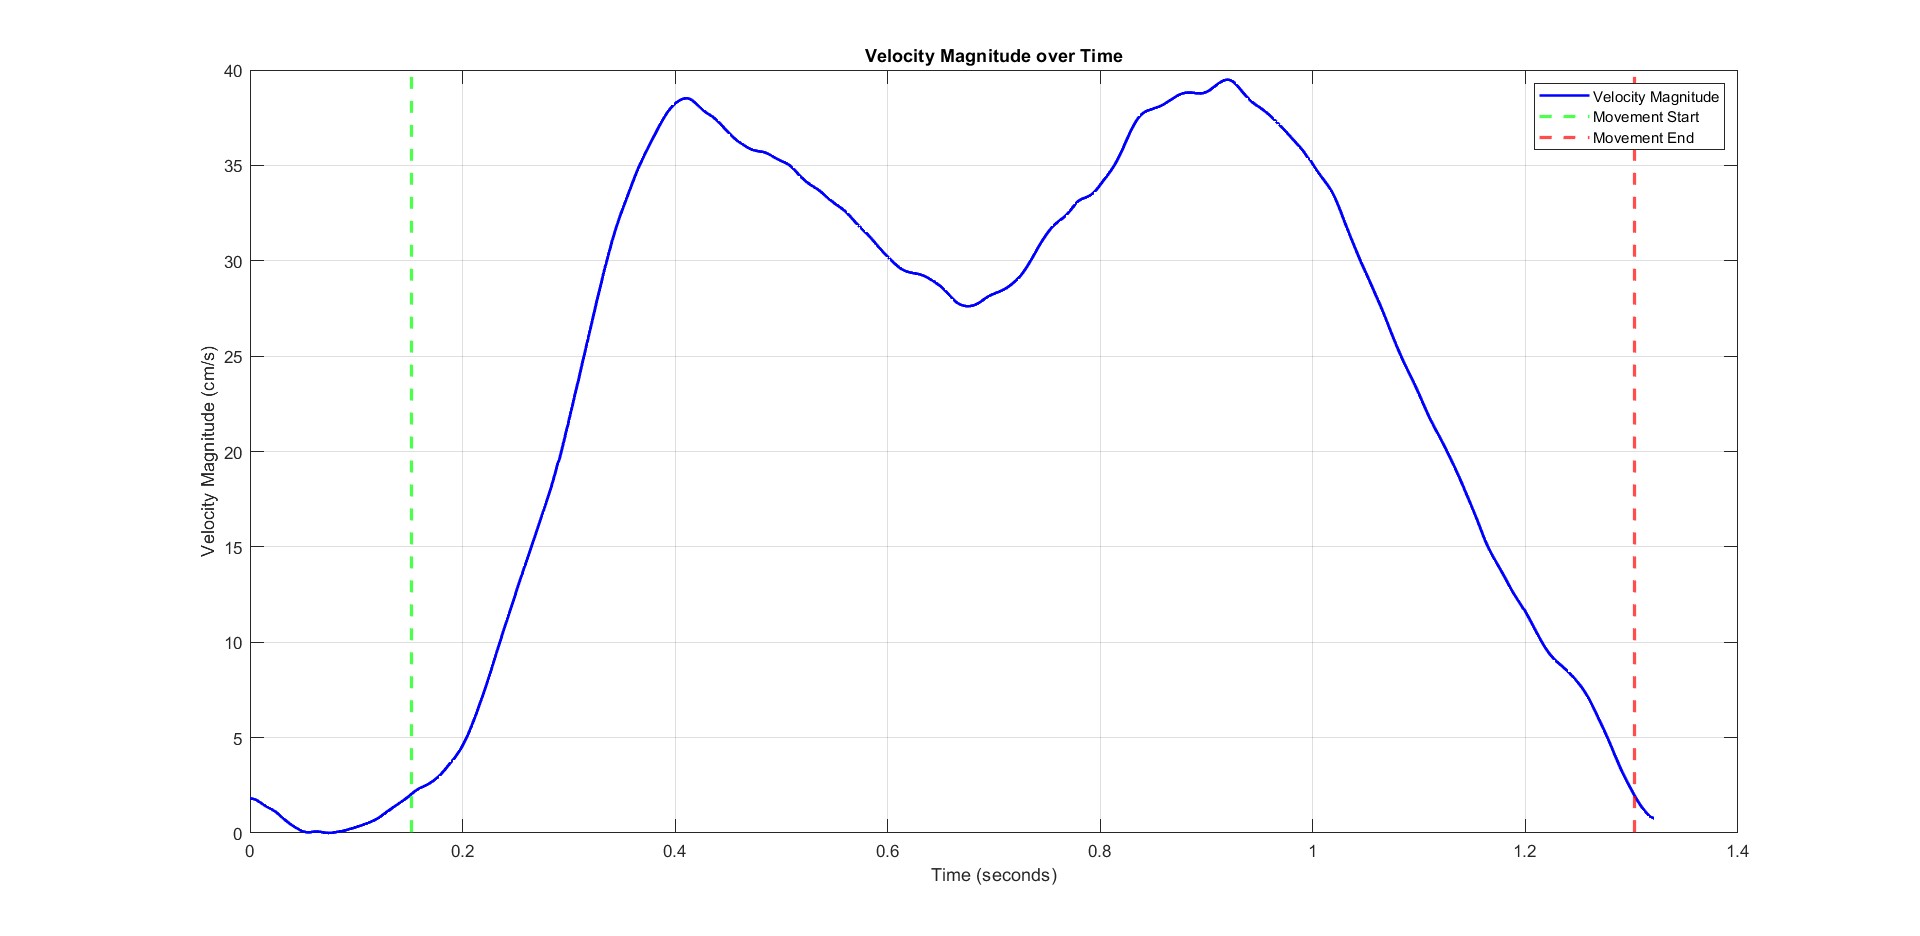 Velocity Magnitude over Time
Velocity Magnitude (cm/s)
40
35
30
25
20
15
10
5
0
Velocity Magnitude
Movement Start
Movement End
0 0.2 0.4 0.6 0.8 1 1.2 1.4
Time (seconds)